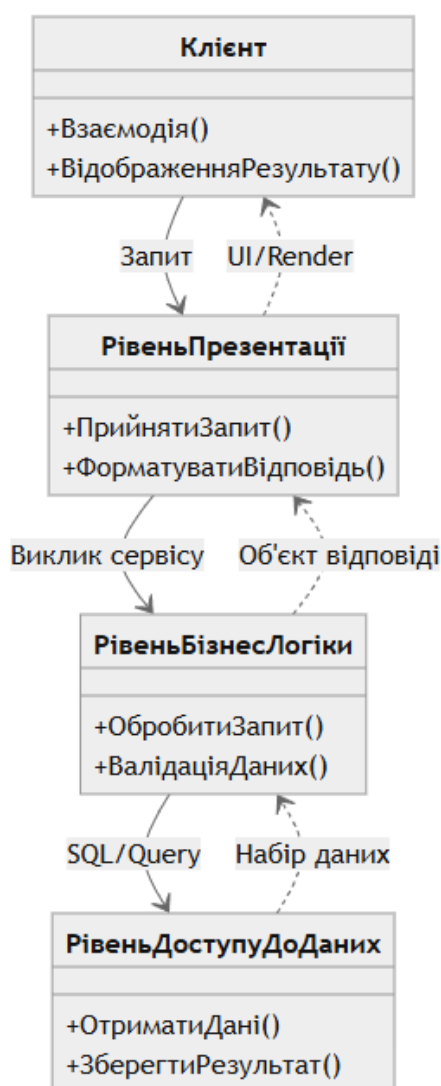 Клієнт
+Взаємодія()
+ВідображенняРезультату()
Запит
UI/Render
РівеньПрезентації
+ПрийнятиЗапит()
+ФорматуватиВідповідь()
Виклик сервісу
Об'єкт відповіді
РівеньБізнесЛогіки
+ОбробитиЗапит()
+ВалідаціяДаних()
SQL/Query
Набір даних
РівеньДоступуДоДаних
+ОтриматиДані()
+ЗберегтиРезультат()